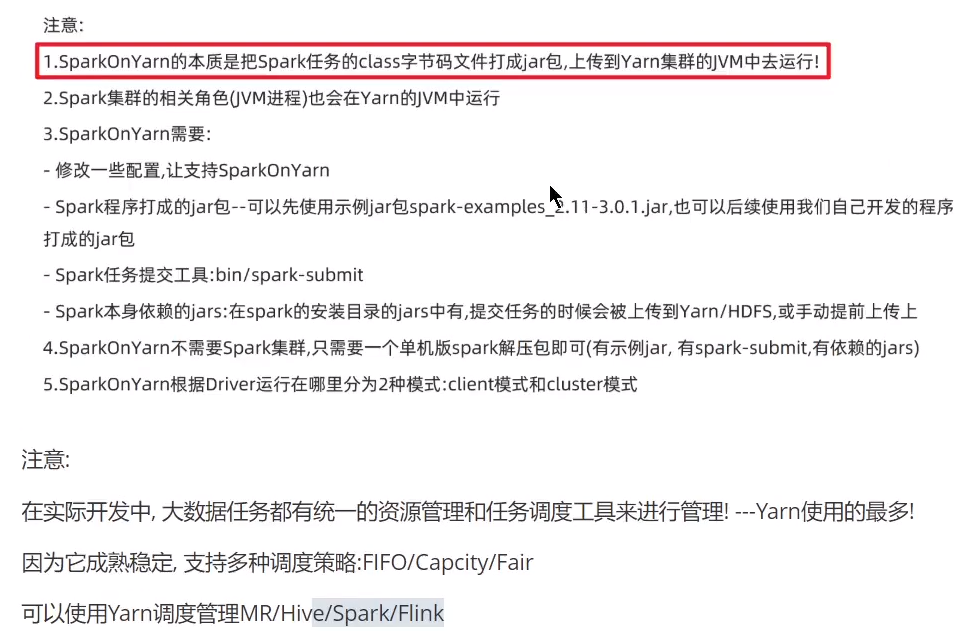 注意:
1.SparkOnYarn的本质是把Spark任务的class字节码文件打成jar包,上传到Yarn集群的JVM中去运行!
2.Spark集群的相关角色(JVM进程)也会在Yarn的JVM中运行
3.SparkOnYarn需要:
- 修改一些配置,让支持SparkOnYarn
- Spark程序打成的jar包--可以先使用示例jar包spark-examples_2.11-3.0.1.jar,也可以后续使用我们自己开发的程序
打成的jar包
- Spark任务提交工具:bin/spark-submit
- Spark本身依赖的jars:在spark的安装目录的jars中有,提交任务的时候会被上传到Yarn/HDFS,或手动提前上传上
4.SparkOnYarn不需要Spark集群,只需要一个单机版spark解压包即可(有示例jar, 有spark-submit,有依赖的jars)
5.SparkOnYarn根据Driver运行在哪里分为2种模式:client模式和cluster模式
注意:
在实际开发中, 大数据任务都有统一的资源管理和任务调度工具来进行管理! ---Yarn使用的最多!
因为它成熟稳定, 支持多种调度策略:FIFO/Capcity/Fair
可以使用Yarn调度管理MR/Hive/Spark/Flink